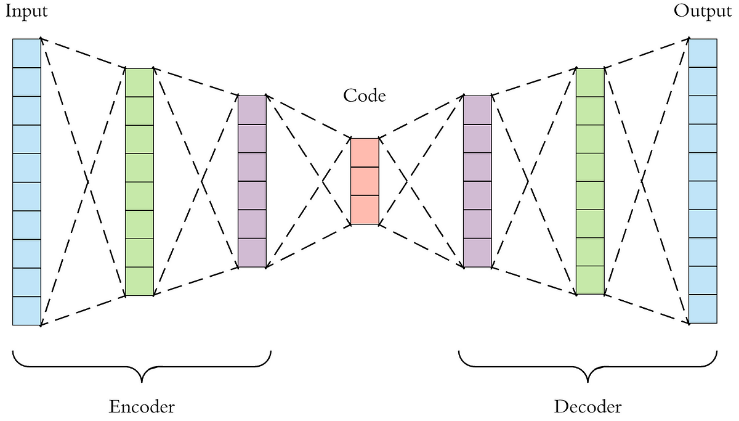 Input
Output
Code
Encoder
Decoder